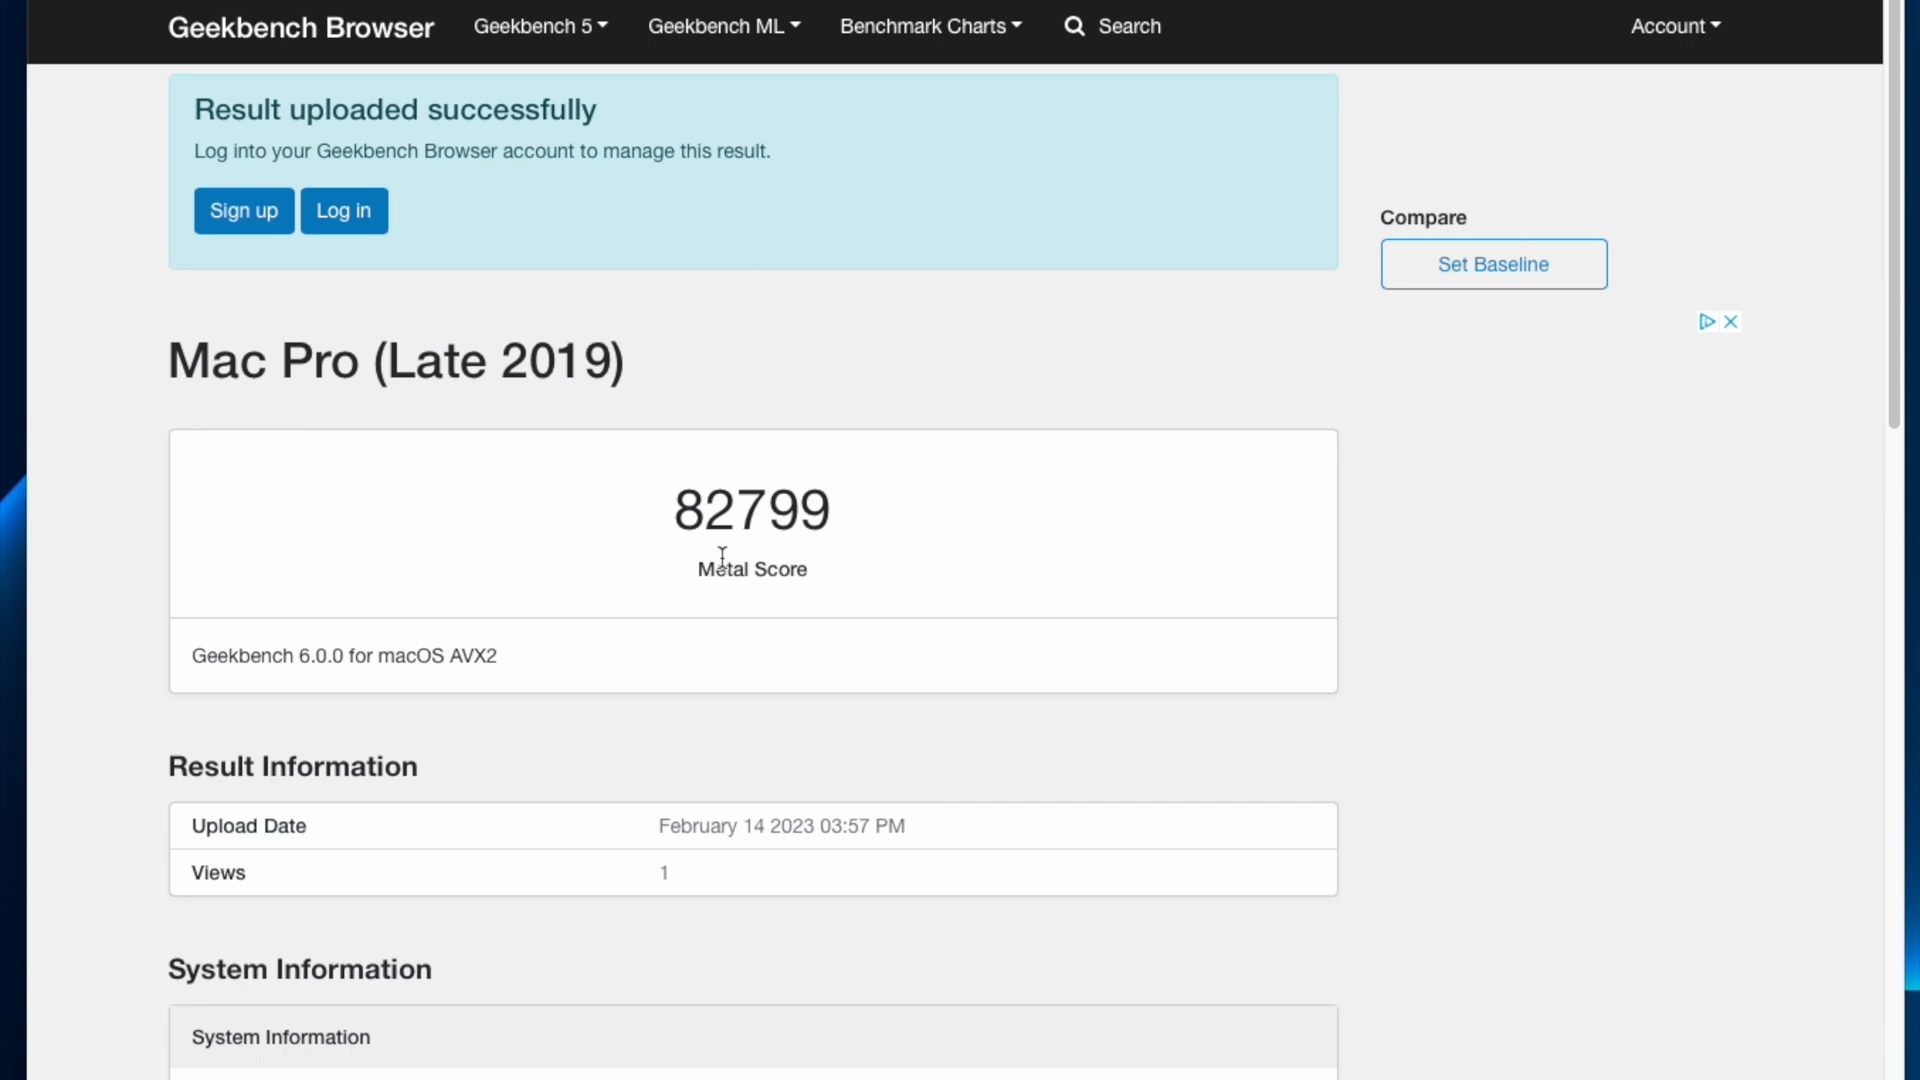 Geekbench Browser Geekbench 5 Geekbench ML Benchmark Charts Search Account
Result uploaded successfully
Log into your Geekbench Browser account to manage this result.
Sign up Log in
Compare
Set Baseline
Mac Pro (Late 2019)
82799
Metal Score
Geekbench 6.0.0 for macOS AVX2
Result Information
Upload Date February 14 2023 03:57 PM
Views 1
System Information
System Information